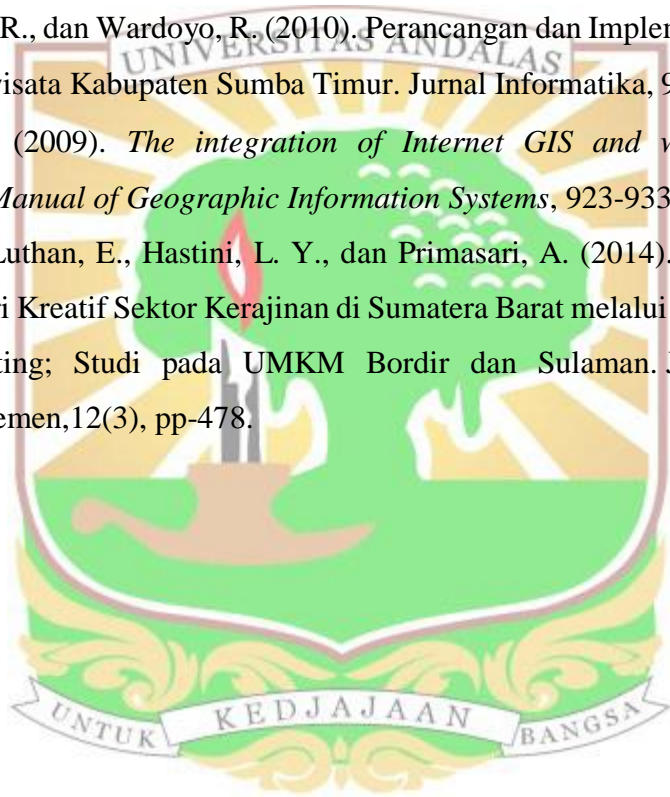 R., dan Wardoyo, R. (2010). Perancangan dan Implen
UNIVERSITAS ANDALAS
visata Kabupaten Sumba Timur. Jurnal Informatika, 9
(2009). The integration of Internet GIS and w
Manual of Geographic Information Systems, 923-933
Luthan, E., Hastini, L. Y., dan Primasari, A. (2014).
ri Kreatif Sektor Kerajinan di Sumatera Barat melalui
ting; Studi pada UMKM Bordir dan Sulaman. J
emen,12(3), pp-478.
UNTUK KEDJAJAAN BANGSA